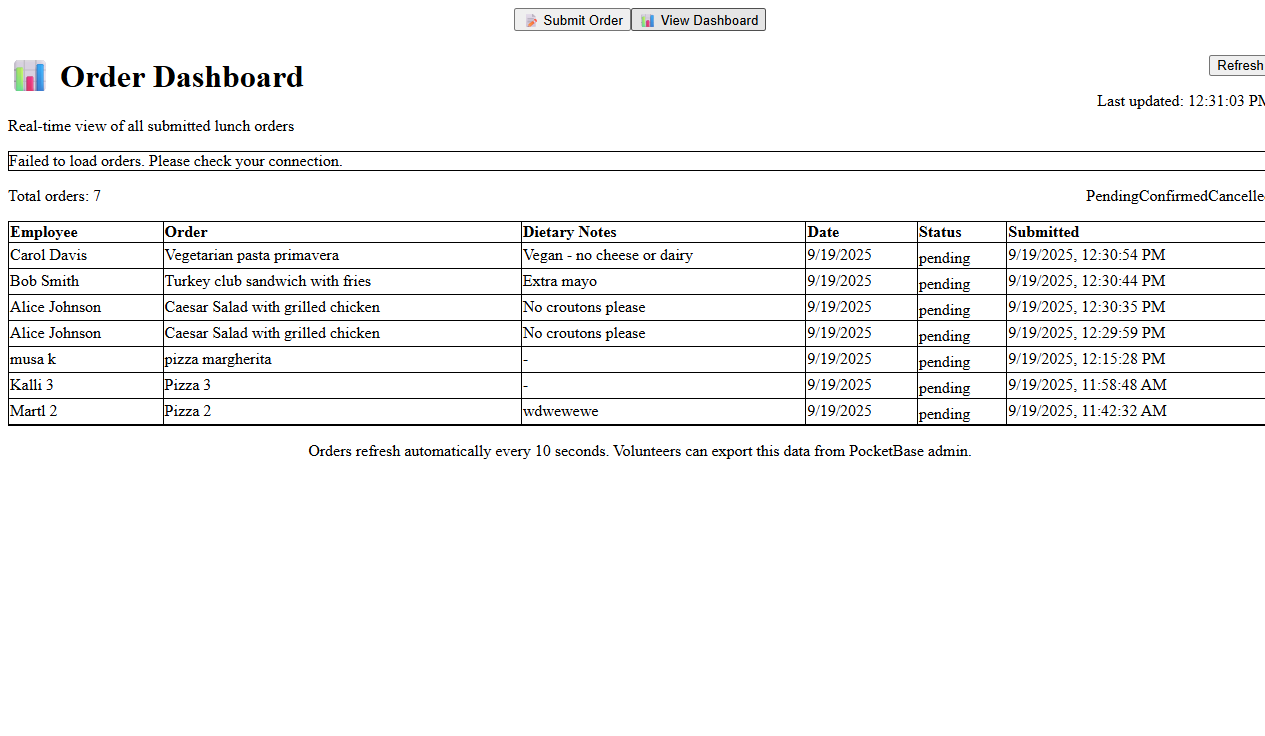 Submit Order View Dashboard
Order Dashboard
Refresh
Last updated: 12:31:03 PM
Real-time view of all submitted lunch orders
Failed to load orders. Please check your connection.
Total orders: 7 PendingConfirmedCancelled
Employee Order Dietary Notes Date Status Submitted
Carol Davis Vegetarian pasta primavera Vegan - no cheese or dairy 9/19/2025 pending 9/19/2025, 12:30:54 PM
Bob Smith Turkey club sandwich with fries Extra mayo 9/19/2025 pending 9/19/2025, 12:30:44 PM
Alice Johnson Caesar Salad with grilled chicken No croutons please 9/19/2025 pending 9/19/2025, 12:30:35 PM
Alice Johnson Caesar Salad with grilled chicken No croutons please 9/19/2025 pending 9/19/2025, 12:29:59 PM
musa k pizza margherita - 9/19/2025 pending 9/19/2025, 12:15:28 PM
Kalli 3 Pizza 3 - 9/19/2025 pending 9/19/2025, 11:58:48 AM
Martl 2 Pizza 2 wdwewewe 9/19/2025 pending 9/19/2025, 11:42:32 AM
Orders refresh automatically every 10 seconds. Volunteers can export this data from PocketBase admin.